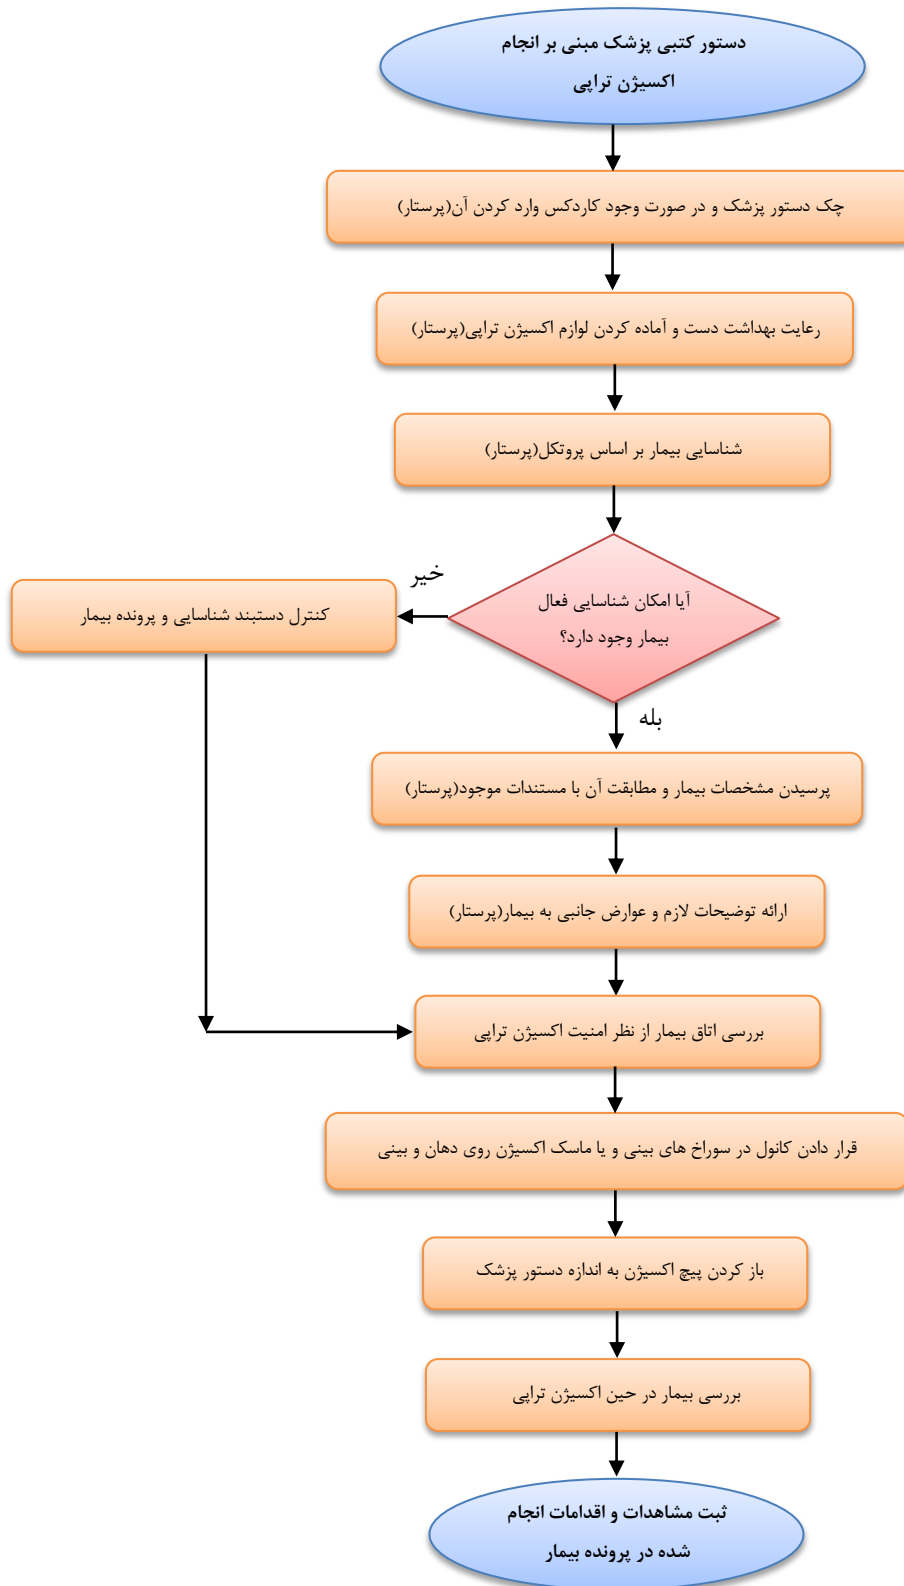 دستور کتبی پزشک مبنی بر انجام
اکسیژن تراپی
چک دستور پزشک و در صورت وجود کاردکس وارد کردن آن(پرستار)
رعایت بهداشت دست و آماده کردن لوازم اکسیژن تراپی(پرستار)
شناسایی بیمار بر اساس پروتکل(پرستار)
آیا امکان شناسایی فعال
بیمار وجود دارد؟
خیر
کنترل دستبند شناسایی و پرونده بیمار
بله
پرسیدن مشخصات بیمار و مطابقت آن با مستندات موجود(پرستار)
ارائه توضیحات لازم و عوارض جانبی به بیمار(پرستار)
بررسی اتاق بیمار از نظر امنیت اکسیژن تراپی
قرار دادن کانول در سوراخ های بینی و یا ماسک اکسیژن روی دهان و بینی
باز کردن پیچ اکسیژن به اندازه دستور پزشک
بررسی بیمار در حین اکسیژن تراپی
ثبت مشاهدات و اقدامات انجام
شده در پرونده بیمار